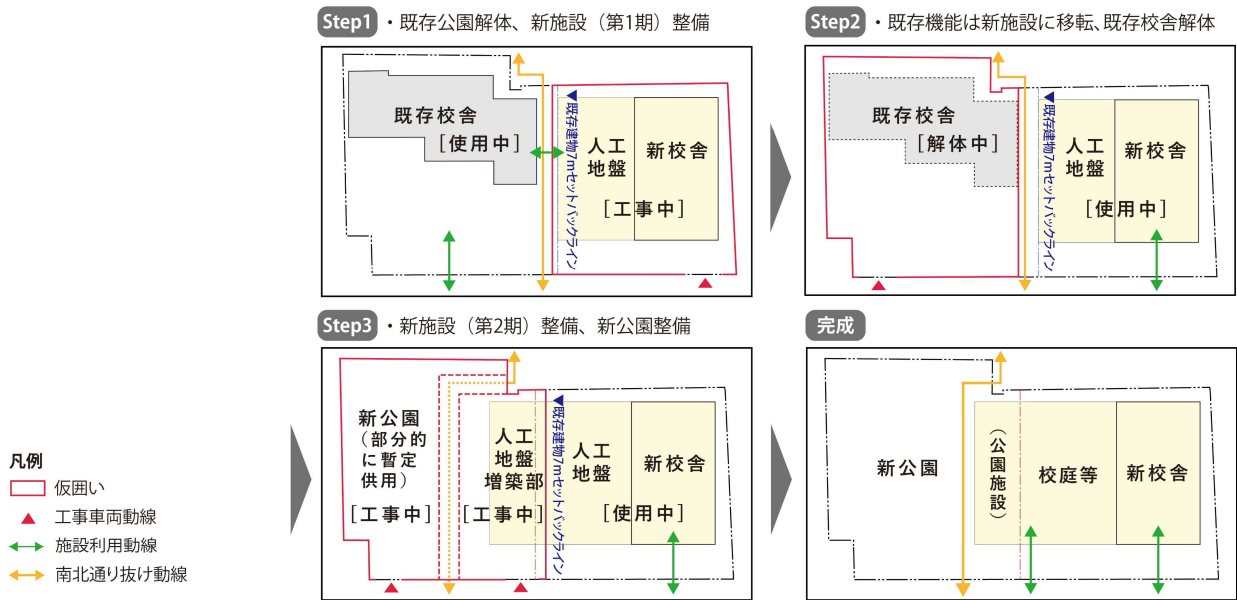 Step1 ・既存公園解体、新施設（第1期）整備
既存校舎
［使用中］
▼既存建物7mセットバックライン
人工
地盤
新校舎
［工事中］
Step2 ・既存機能は新施設に移転、既存校舎解体
既存校舎
［解体中］
▼既存建物7mセットバックライン
人工
地盤
新校舎
［使用中］
Step3 ・新施設（第2期）整備、新公園整備
新公園
（部分的
に暫定
供用）
［工事中］
人工
地盤
増築部
［工事中］
▼既存建物7mセットバックライン
人工
地盤
新校舎
［使用中］
完成
新公園
（公園施設）
校庭等
新校舎
凡例
仮囲い
工事車両動線
施設利用動線
南北通り抜け動線